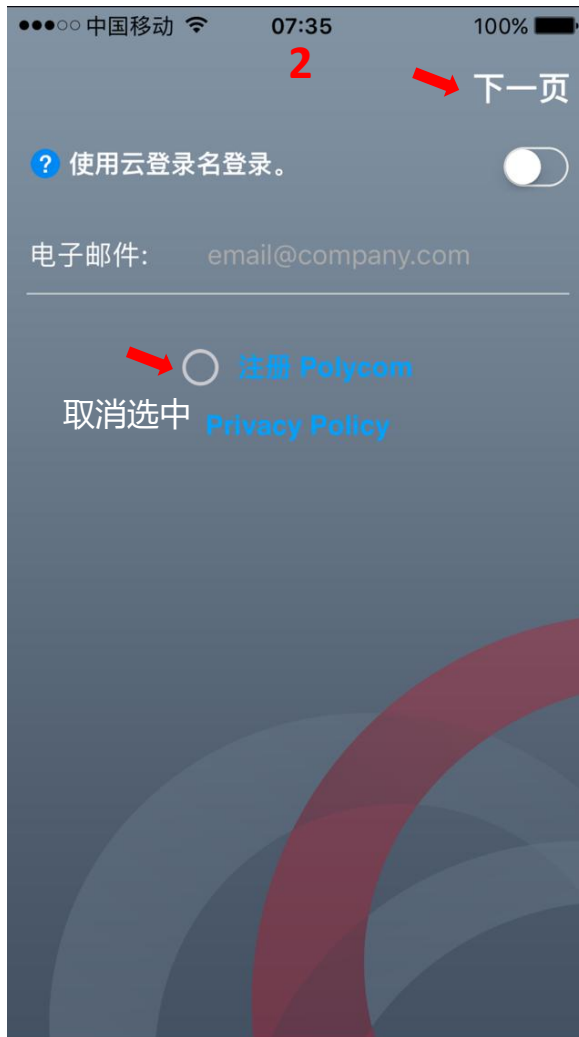 中国移动 07:35 100%
2
下一页
? 使用云登录名登录。
电子邮件: email@company.com
注册 Polycom
取消选中
Privacy Policy